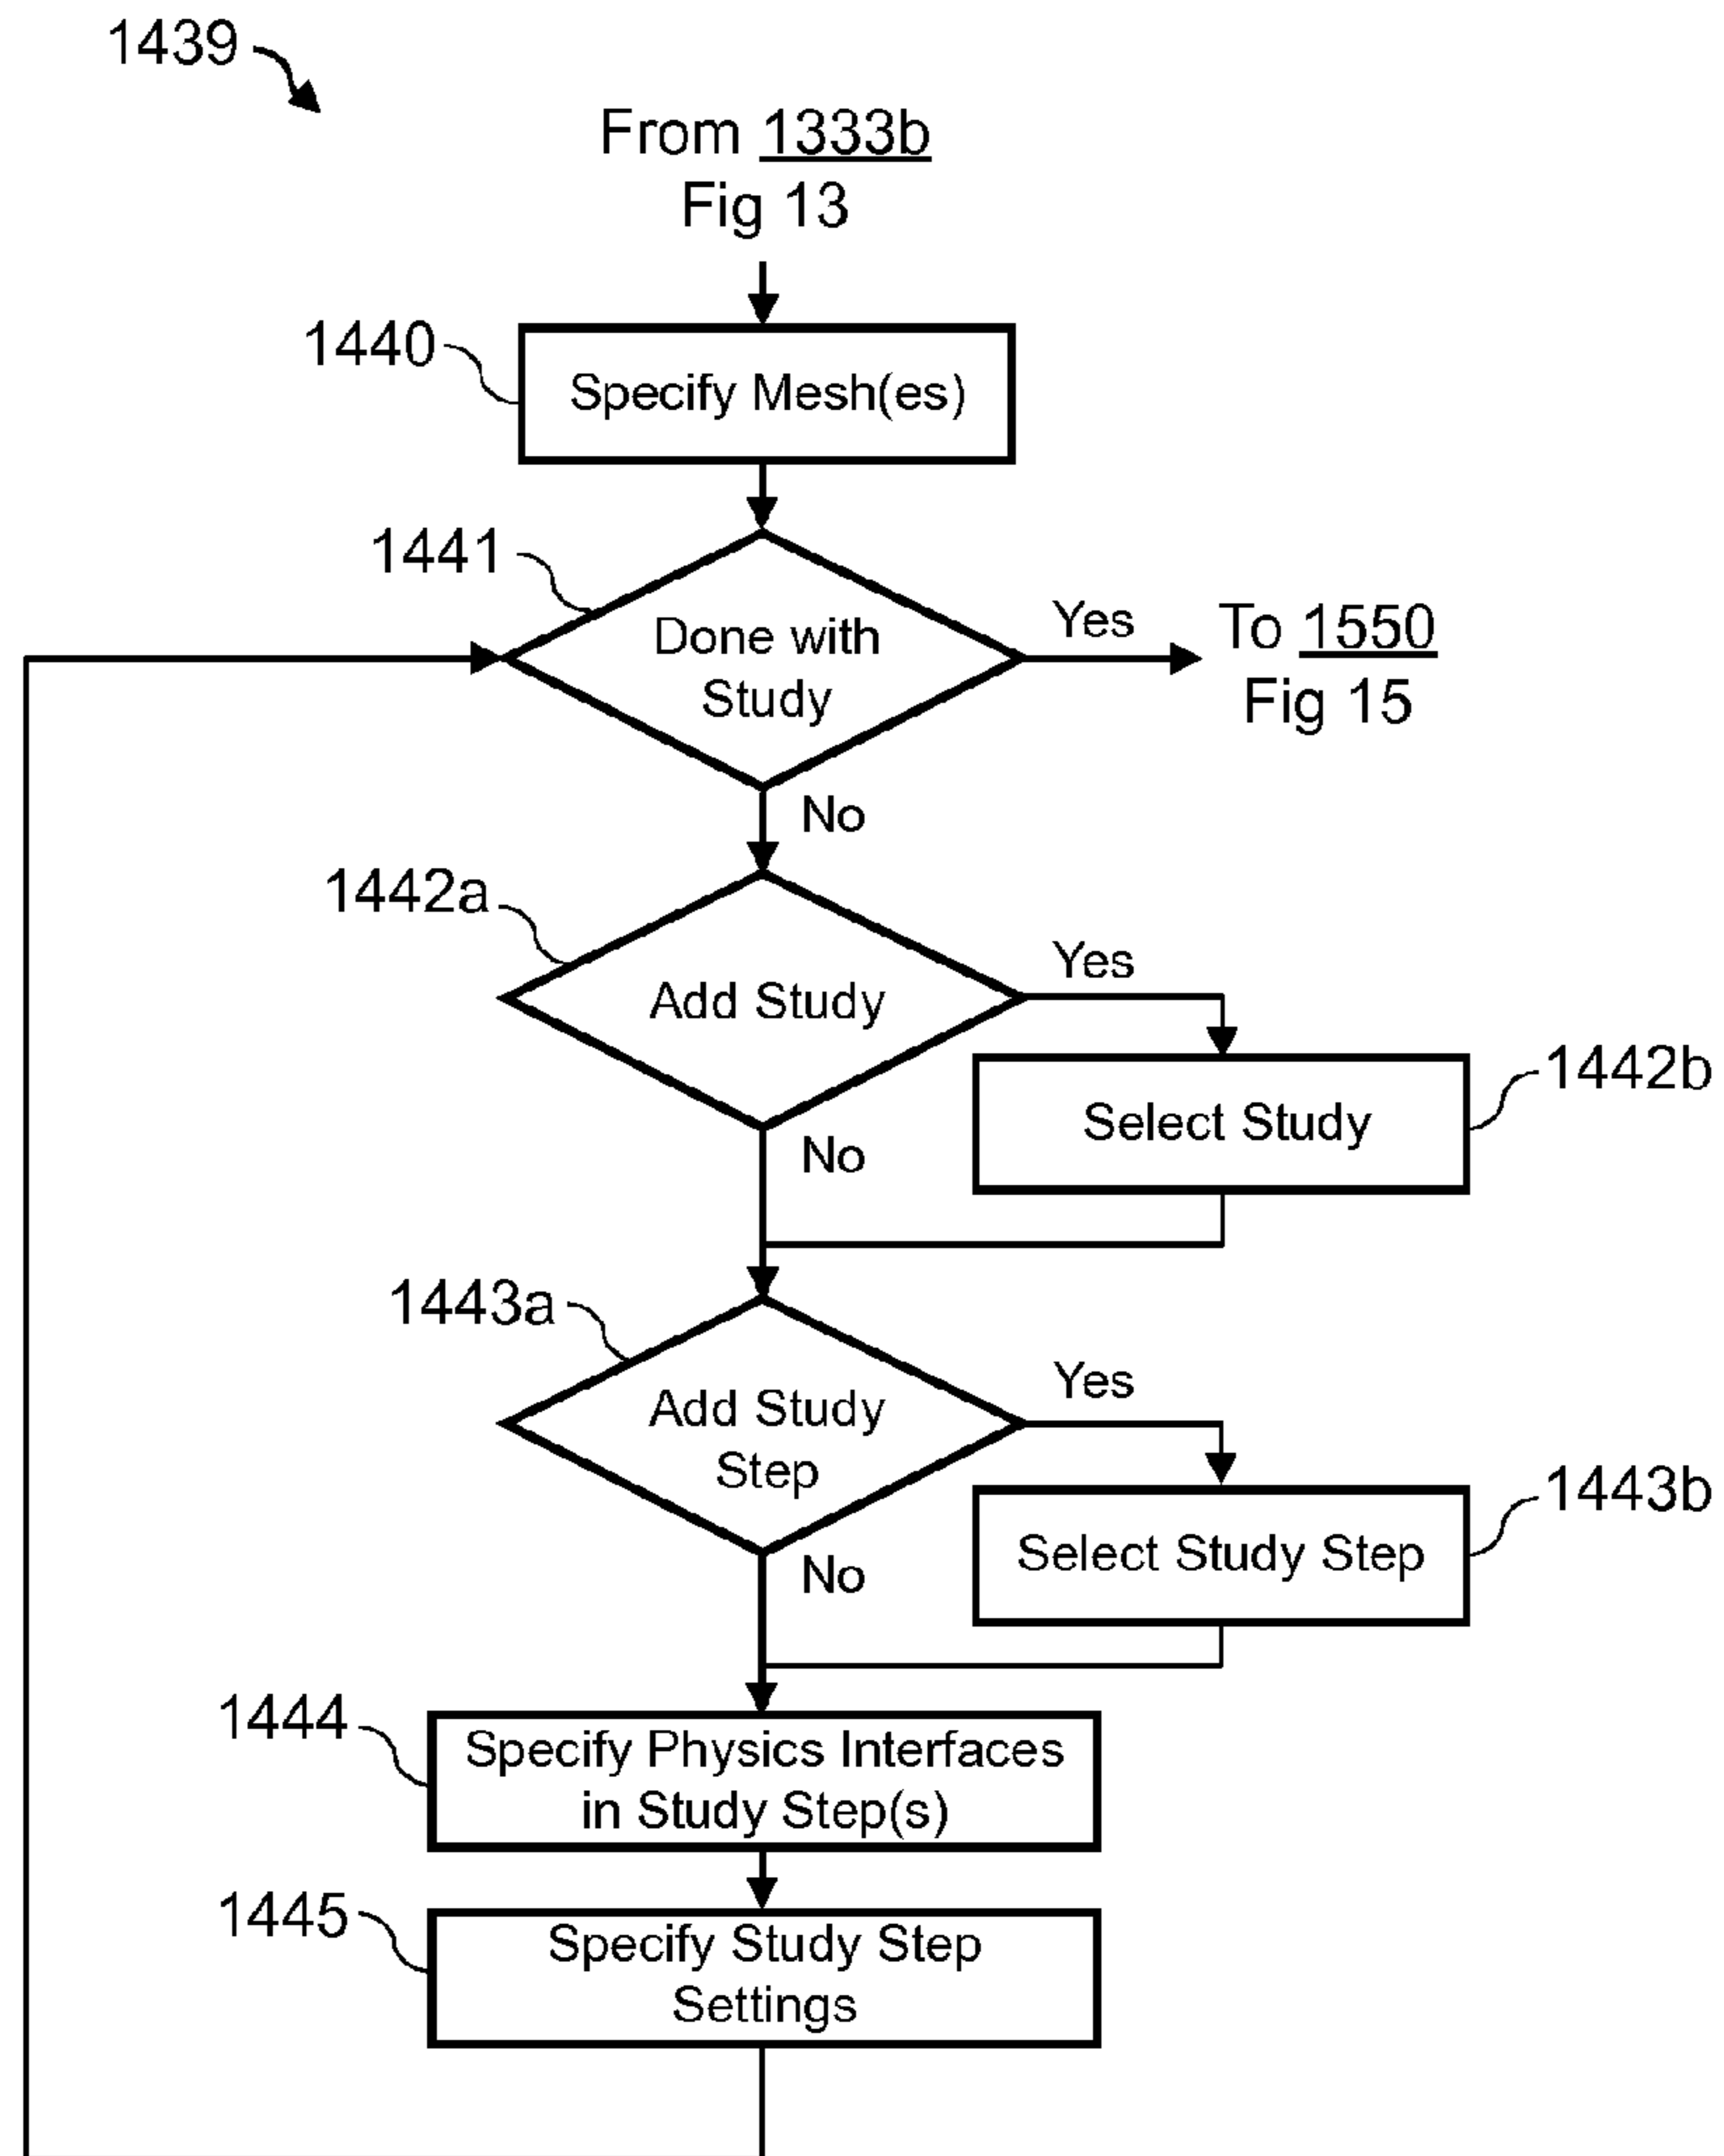 1439
From 1333b
Fig 13
1440
Specify Mesh(es)
1441
Done with
Study
Yes
To 1550
Fig 15
No
1442a
Add Study
Yes
1442b
Select Study
No
1443a
Add Study
Step
Yes
1443b
Select Study Step
No
1444
Specify Physics Interfaces
in Study Step(s)
1445
Specify Study Step
Settings